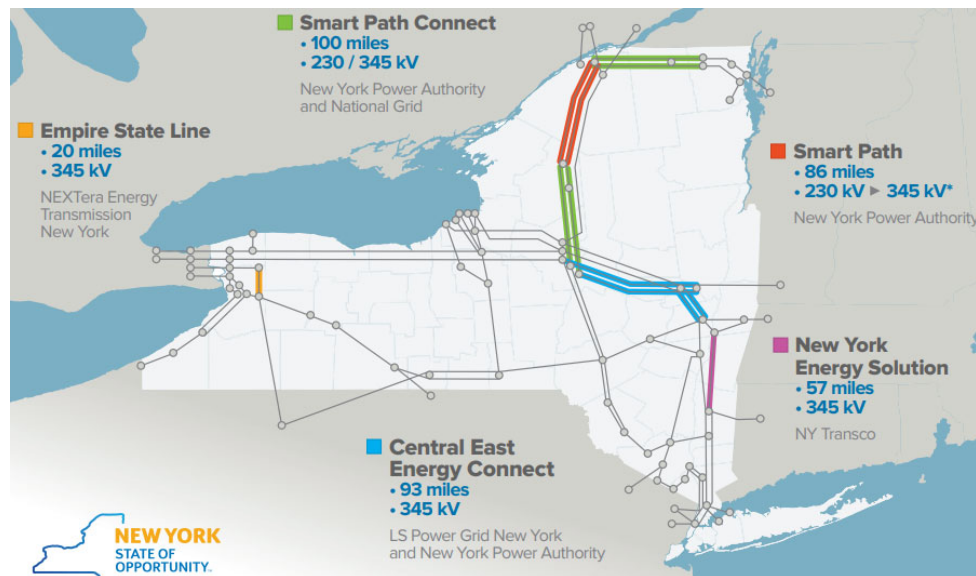 Smart Path Connect
• 100 miles
• 230 / 345 kV
New York Power Authority
and National Grid
Empire State Line
• 20 miles
• 345 kV
NEXTera Energy
Transmission
New York
Smart Path
• 86 miles
• 230 kV ► 345 kV*
New York Power Authority
New York
Energy Solution
• 57 miles
• 345 kV
NY Transco
Central East
Energy Connect
• 93 miles
• 345 kV
LS Power Grid New York
and New York Power Authority
NEW YORK
STATE OF
OPPORTUNITY™